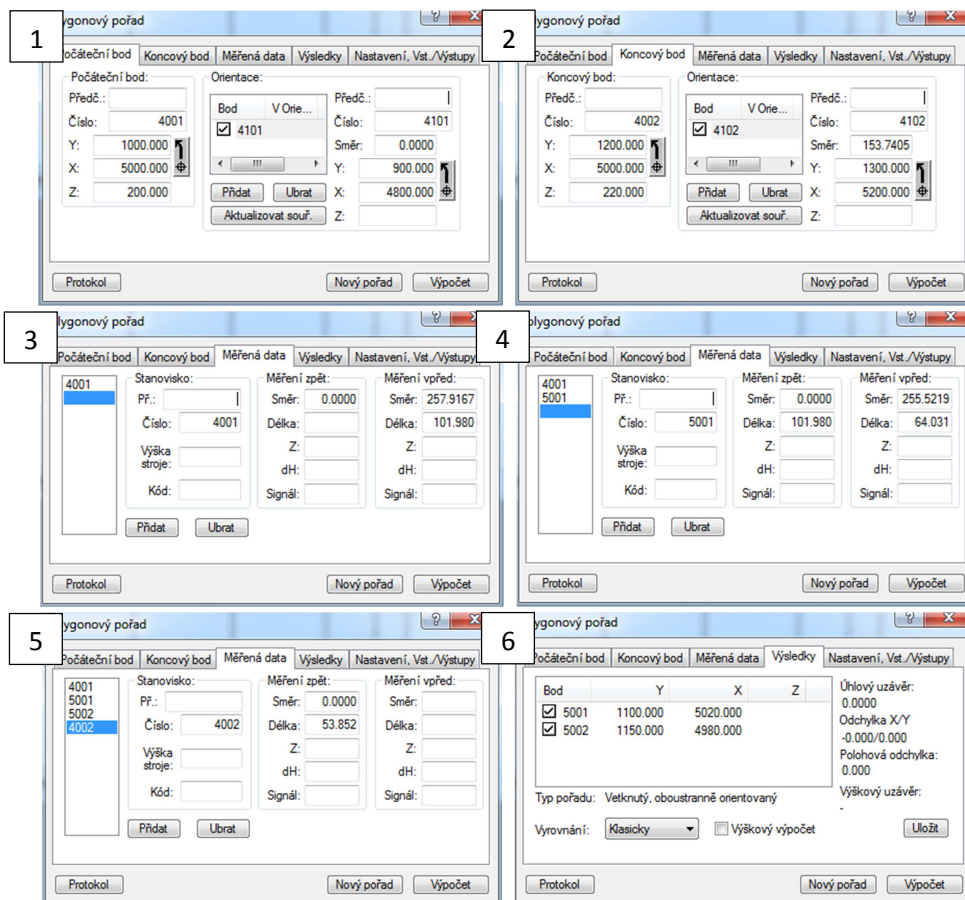 1
ygonový pořad
Počáteční bod Koncový bod Měřená data Výsledky Nastavení, Vst./Výstupy
Počáteční bod: Orientace:
Předč.: Předč.:
Bod V Orie...
Číslo: 4001 4101 Číslo: 4101
Y: 1000.000 Směr: 0.0000
X: 5000.000 Y: 900.000
Z: 200.000 Přidat Ubrat X: 4800.000
Aktualizovat souř. Z:
Protokol Nový pořad Výpočet
2
olygonový pořad
Počáteční bod Koncový bod Měřená data Výsledky Nastavení, Vst./Výstupy
Koncový bod: Orientace:
Předč.: Předč.:
Bod V Orie...
Číslo: 4002 4102 Číslo: 4102
Y: 1200.000 Směr: 153.7405
X: 5000.000 Y: 1300.000
Z: 220.000 Přidat Ubrat X: 5200.000
Aktualizovat souř. Z:
Protokol Nový pořad Výpočet
3
lygonový pořad
Počáteční bod Koncový bod Měřená data Výsledky Nastavení, Vst./Výstupy
4001 Stanovisko: Měření zpět: Měření vpřed:
Př.: Směr: 0.0000 Směr: 257.9167
Číslo: 4001 Délka: Délka: 101.980
Výška stroje: Z: Z:
dH: dH:
Kód: Signál: Signál:
Přidat Ubrat
Protokol Nový pořad Výpočet
4
olygonový pořad
Počáteční bod Koncový bod Měřená data Výsledky Nastavení, Vst./Výstupy
4001 Stanovisko: Měření zpět: Měření vpřed:
5001 Př.: Směr: 0.0000 Směr: 255.5219
Číslo: 5001 Délka: 101.980 Délka: 64.031
Výška stroje: Z: Z:
dH: dH:
Kód: Signál: Signál:
Přidat Ubrat
Protokol Nový pořad Výpočet
5
ygonový pořad
Počáteční bod Koncový bod Měřená data Výsledky Nastavení, Vst./Výstupy
4001 Stanovisko: Měření zpět: Měření vpřed:
5001 Př.: Směr: 0.0000 Směr:
5002
4002 Číslo: 4002 Délka: 53.852 Délka:
Výška stroje: Z: Z:
dH: dH:
Kód: Signál: Signál:
Přidat Ubrat
Protokol Nový pořad Výpočet
6
ygonový pořad
Počáteční bod Koncový bod Měřená data Výsledky Nastavení, Vst./Výstupy
Bod Y X Z
5001 1100.000 5020.000
5002 1150.000 4980.000
Úhlový uzávěr:
0.0000
Odchylka X/Y
-0.000/0.000
Polohová odchylka:
0.000
Výškový uzávěr:
-
Typ pořadu: Vetknutý, oboustranně orientovaný
Vyrovnání: Klasicky Výškový výpočet Uložit
Protokol Nový pořad Výpočet